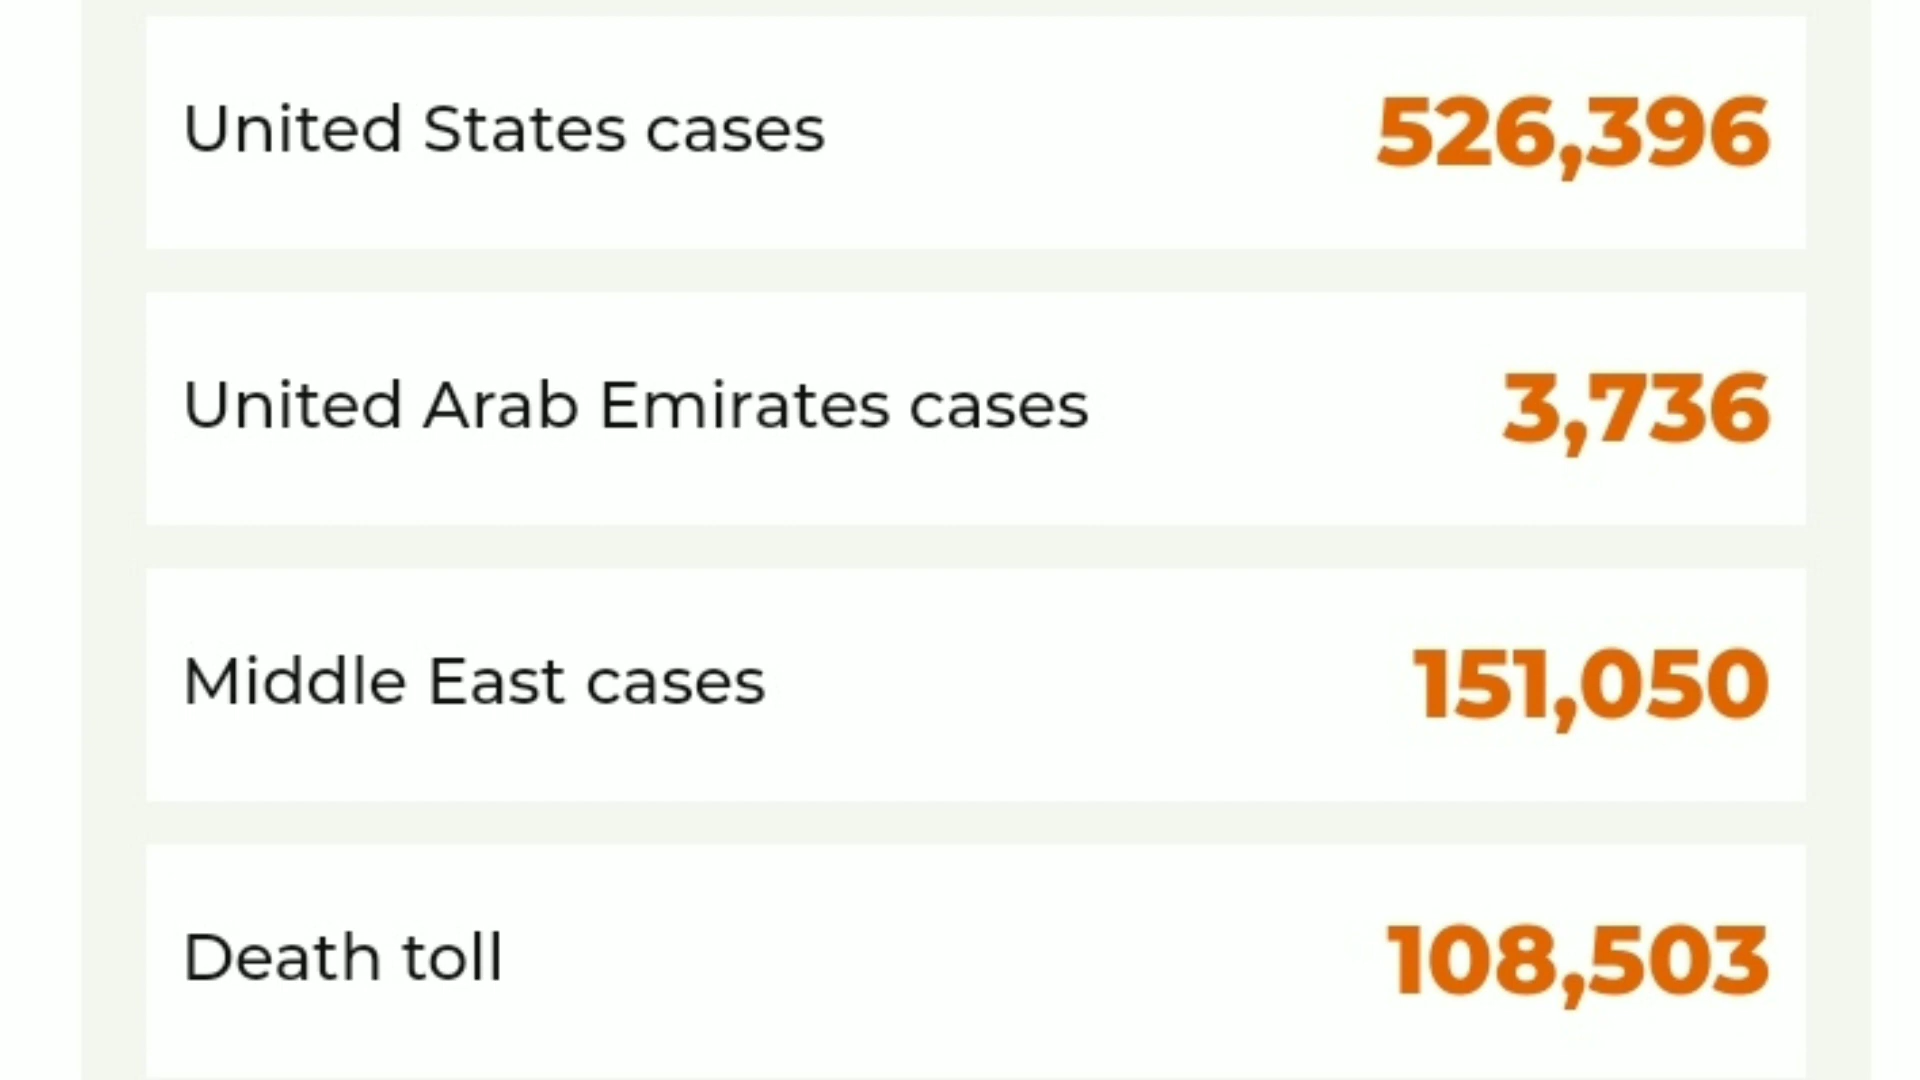 United States cases 526,396
United Arab Emirates cases 3,736
Middle East cases 151,050
Death toll 108,503